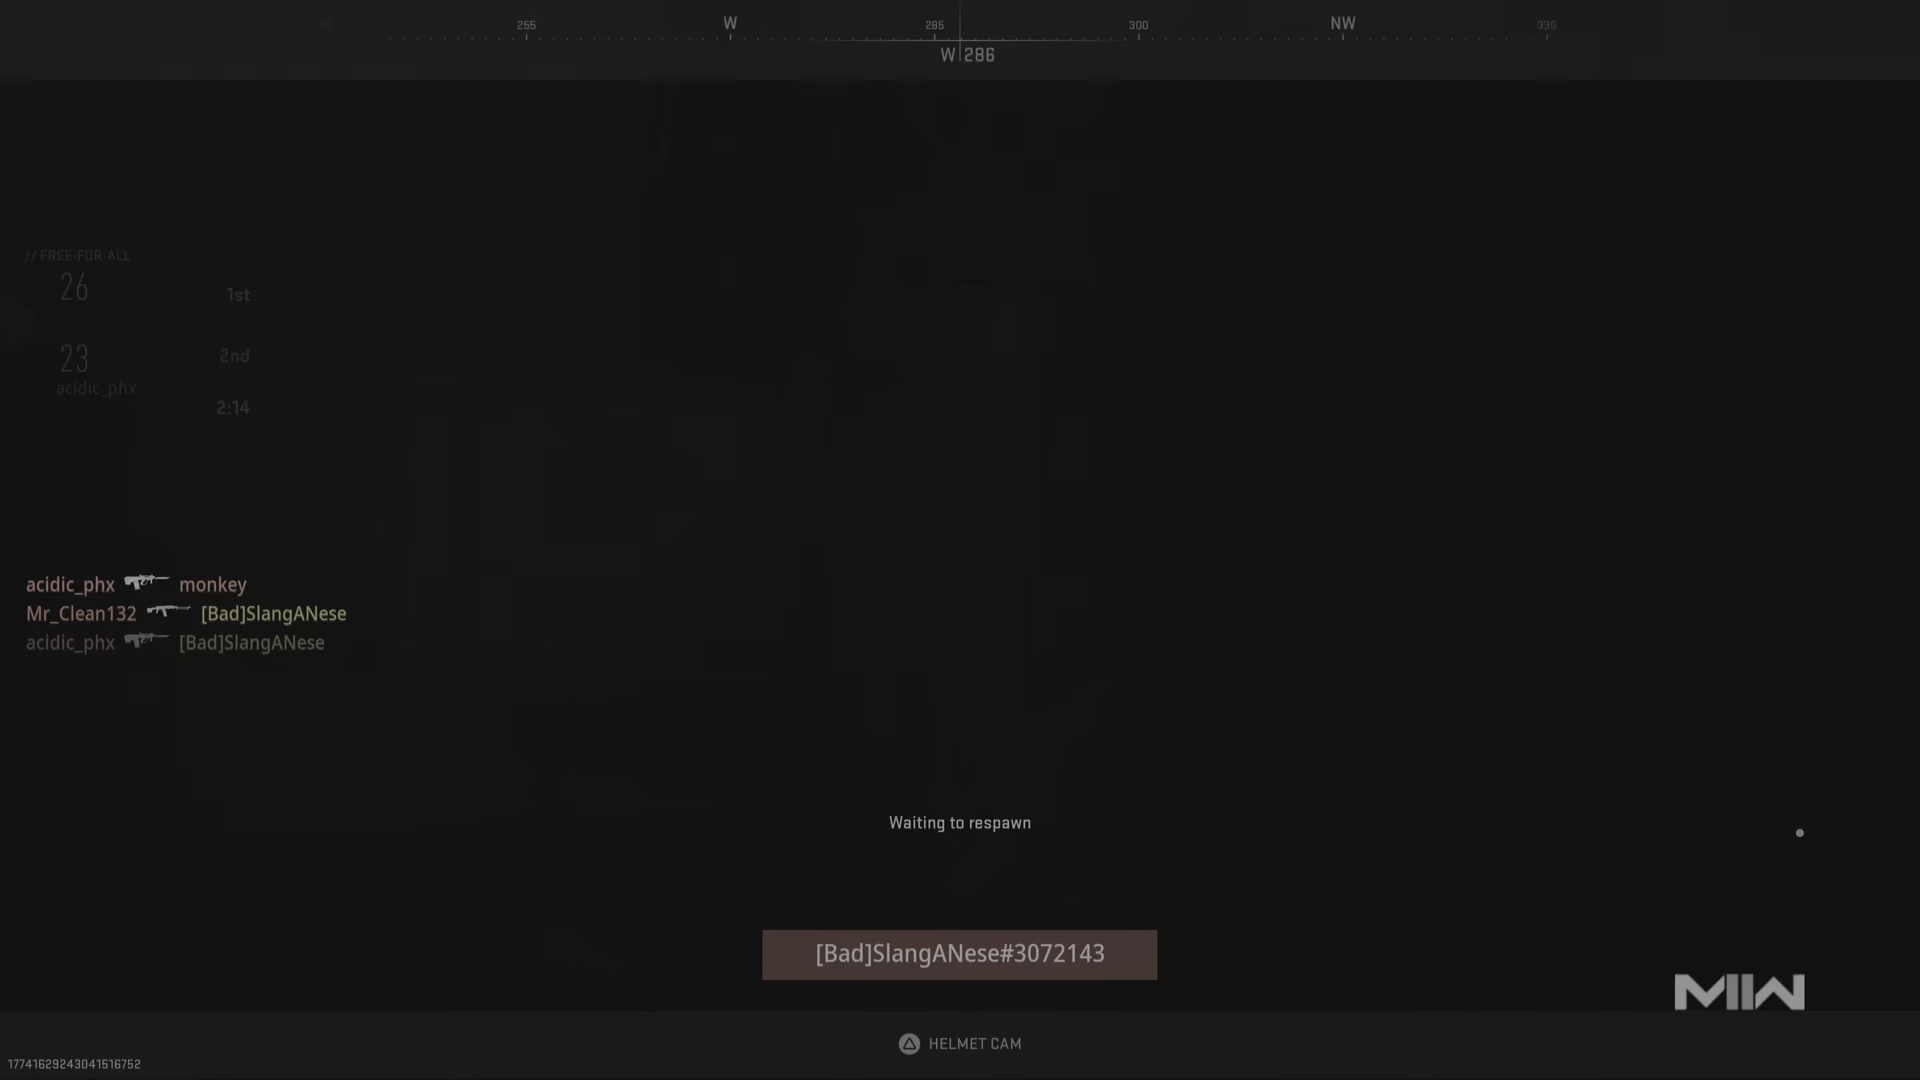 255 W 285 300 NW 330
W 286
// FREE-FOR-ALL
26 1st
23 2nd
acidic_phx
2:14
acidic_phx monkey
Mr_Clean132 [Bad]SlangANese
acidic_phx [Bad]SlangANese
Waiting to respawn
[Bad]SlangANese#3072143
MW
HELMET CAM
17741629243041516752